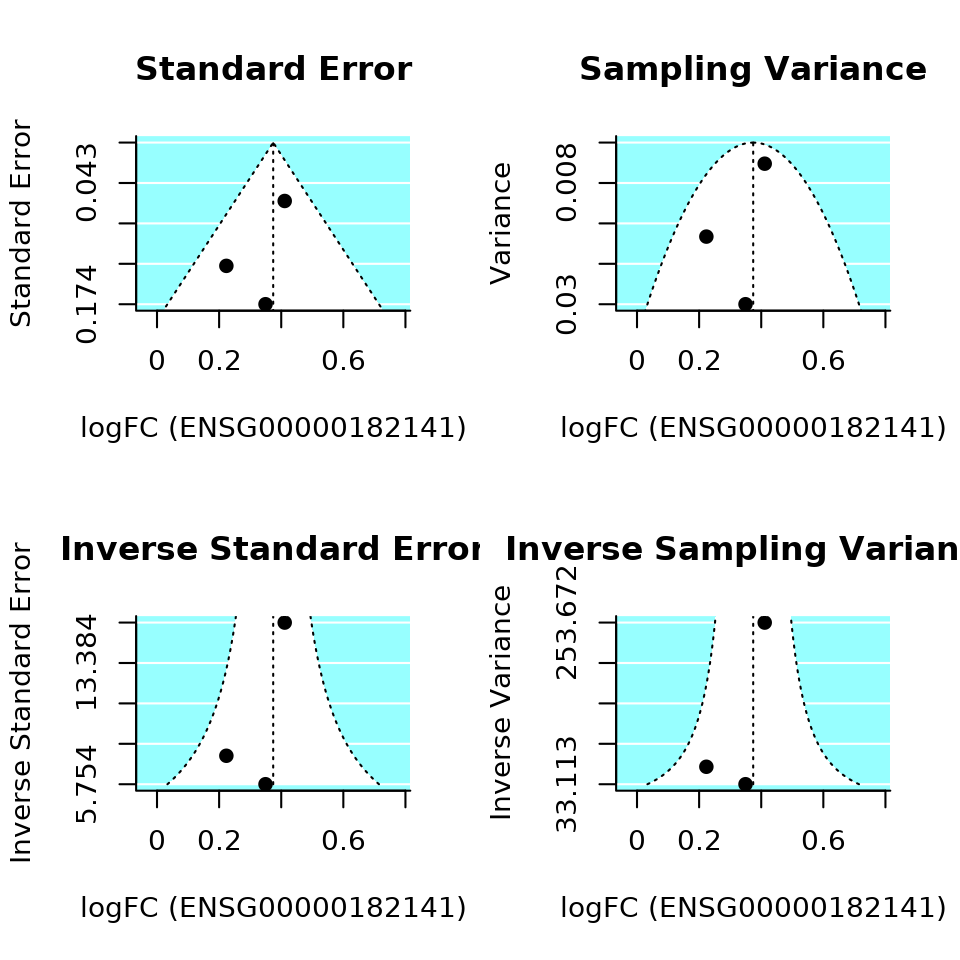 Standard Error
Standard Error
0.043
0.174
0
0.2
0.6
logFC (ENSG00000182141)
Sampling Variance
Variance
0.008
0.03
0
0.2
0.6
logFC (ENSG00000182141)
Inverse Standard Error
Inverse Standard Error
13.384
5.754
0
0.2
0.6
logFC (ENSG00000182141)
Inverse Sampling Varian
Inverse Variance
253.672
33.113
0
0.2
0.6
logFC (ENSG00000182141)